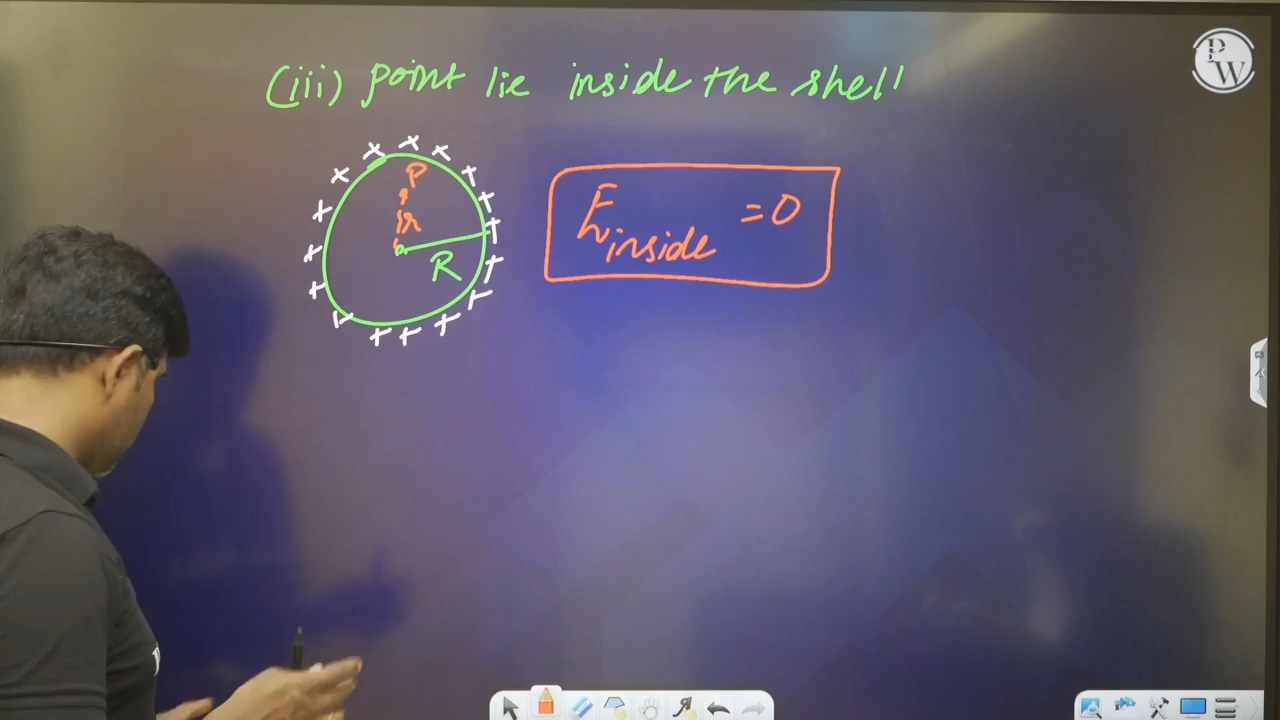 (iii) point lie inside the shell
P
r
R
E inside = 0
PW